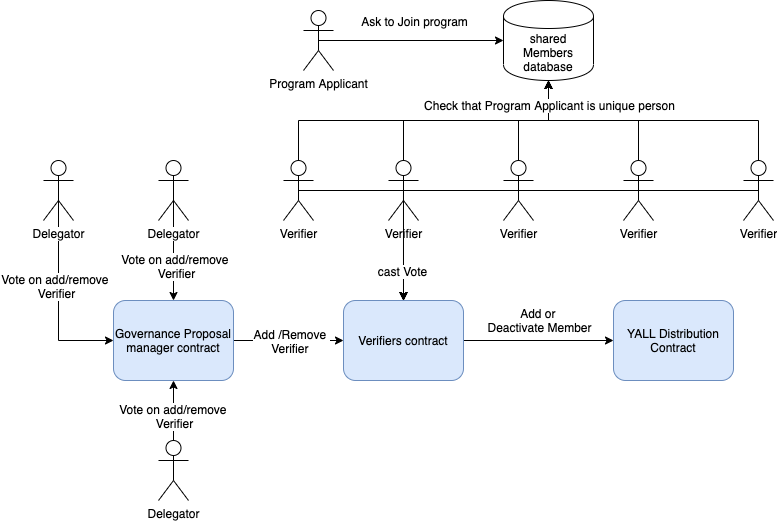 Ask to Join program
shared
Members
database
Program Applicant
Check that Program Applicant is unique person
Delegator
Delegator
Verifier
Verifier
Verifier
Verifier
Verifier
Vote on add/remove
Verifier
Vote on add/remove
Verifier
cast Vote
Governance Proposal
manager contract
Add /Remove
Verifier
Verifiers contract
Add or
Deactivate Member
YALL Distribution
Contract
Vote on add/remove
Verifier
Delegator